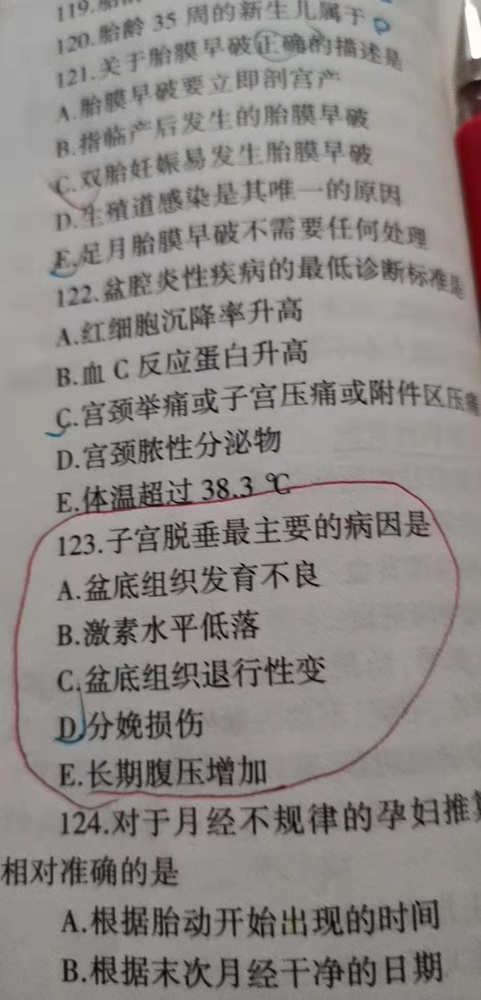 119.胎
120.胎龄 35 周的新生儿属于 D
121.关于胎膜早破正确的描述是
A.胎膜早破要立即剖宫产
B.指临产后发生的胎膜早破
C.双胎妊娠易发生胎膜早破
D.生殖道感染是其唯一的原因
E.足月胎膜早破不需要任何处理
122.盆腔炎性疾病的最低诊断标准是
A.红细胞沉降率升高
B.血 C 反应蛋白升高
C.宫颈举痛或子宫压痛或附件区压痛
D.宫颈脓性分泌物
E.体温超过 38.3 ℃
123.子宫脱垂最主要的病因是
A.盆底组织发育不良
B.激素水平低落
C.盆底组织退行性变
D.分娩损伤
E.长期腹压增加
124.对于月经不规律的孕妇推算
相对准确的是
A.根据胎动开始出现的时间
B.根据末次月经干净的日期